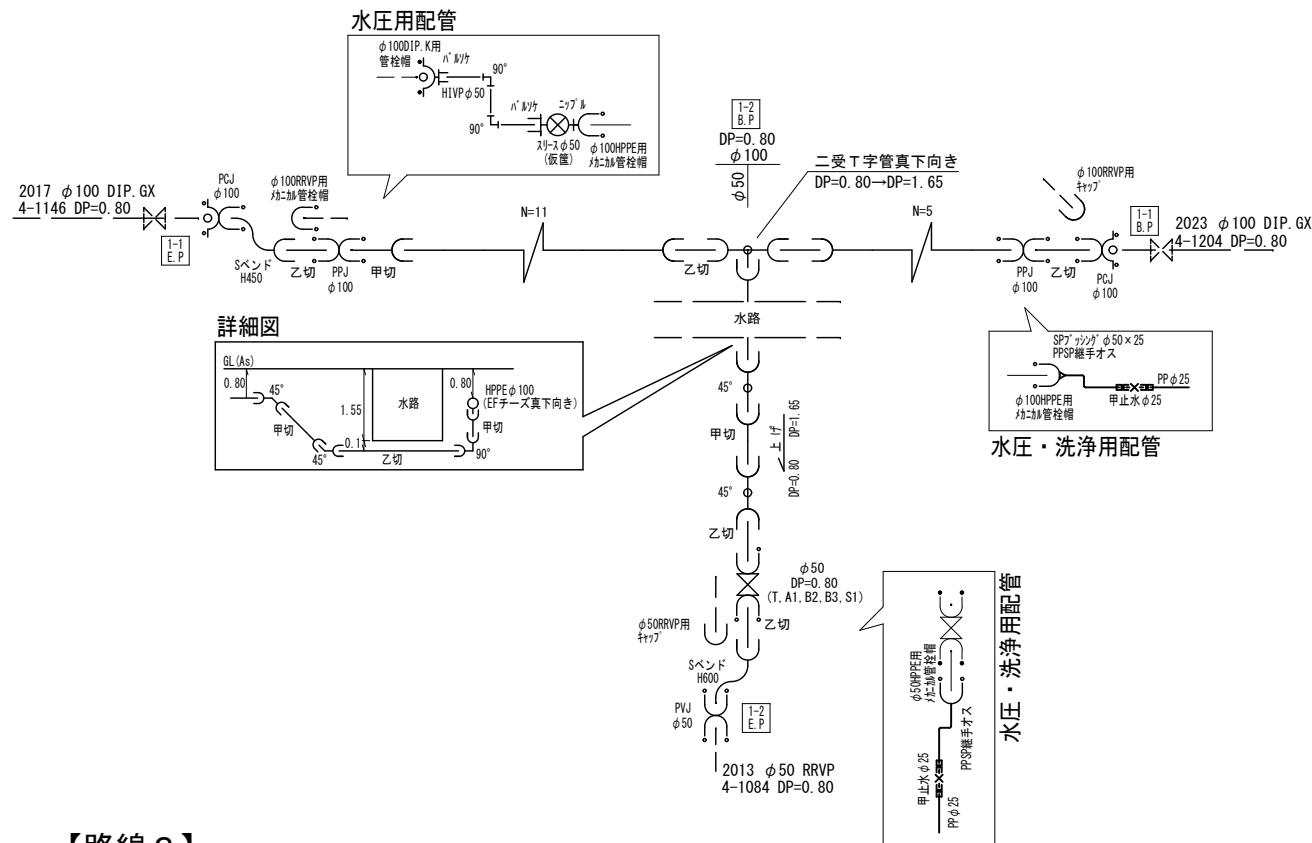 水圧用配管
φ100DIP.K用
管栓帽
バルソケ
90°
HIVPφ50
90°
バルソケ
ニップル
スリースφ50
(仮筐)
φ100HPPE用
メカニカル管栓帽
1-2
B.P
DP=0.80
φ100
φ50
二受T字管真下向き
DP=0.80→DP=1.65
φ100RRVP用
キャップ
2017 φ100 DIP.GX
4-1146 DP=0.80
1-1
E.P
PCJ
φ100
φ100RRVP用
メカニカル管栓帽
Sベンド
H450
乙切
PPJ
φ100
甲切
N=11
乙切
N=5
PPJ
φ100
乙切
PCJ
φ100
1-1
B.P
2023 φ100 DIP.GX
4-1204 DP=0.80
水路
詳細図
GL(As)
0.80
45°
甲切
45°
1.55
0.1
水路
乙切
0.80
HPPEφ100
(EFチーズ真下向き)
甲切
90°
45°
甲切
上げ
DP=0.80 DP=1.65
45°
乙切
φ50
DP=0.80
(T,A1,B2,B3,S1)
乙切
φ50RRVP用
キャップ
Sベンド
H600
PVJ
φ50
1-2
E.P
2013 φ50 RRVP
4-1084 DP=0.80
SPブッシング φ50×25
PPSP継手オス
PPφ25
甲止水φ25
φ100HPPE用
メカニカル管栓帽
水圧・洗浄用配管
φ50HPPE用
メカニカル管栓帽
PPSP継手オス
甲止水φ25
PPφ25
水圧・洗浄用配管